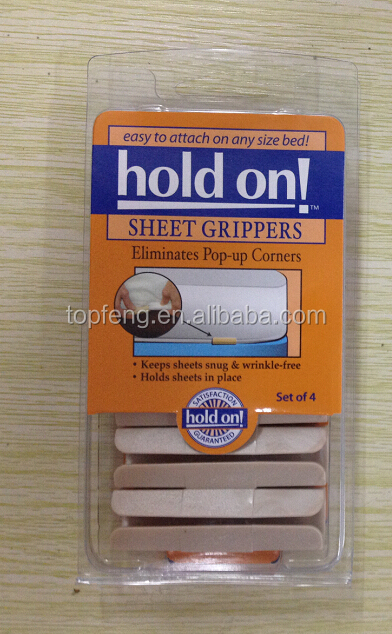 easy to attach on any size bed!
hold on!™
SHEET GRIPPERS
Eliminates Pop-up Corners
topfeng.en.alibaba.com
• Keeps sheets snug & wrinkle-free
• Holds sheets in place
Set of 4
SATISFACTION
hold on!
GUARANTEED